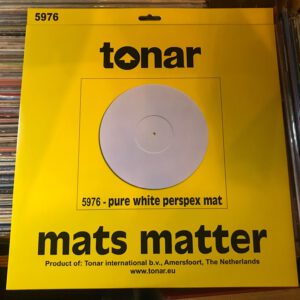 5976
tonar
5976 - pure white perspex mat
mats matter
Product of: Tonar international b.v., Amersfoort, The Netherlands
www.tonar.eu